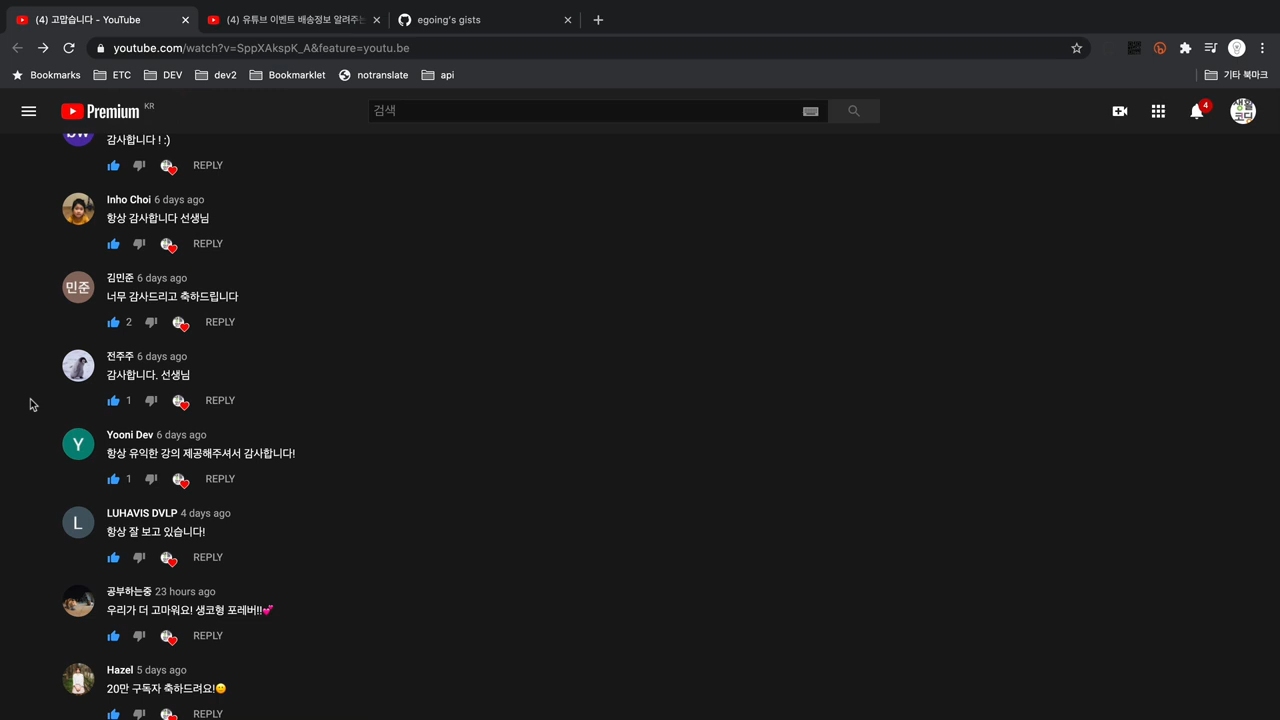 (4) 고맙습니다 - YouTube
(4) 유튜브 이벤트 배송정보 알려주는
egoing's gists
youtube.com/watch?v=SppXAkspK_A&feature=youtu.be
Bookmarks ETC DEV dev2 Bookmarklet notranslate api 기타 북마크
Premium KR
검색
4
생활
코딩
감사합니다 ! :)
REPLY
Inho Choi 6 days ago
항상 감사합니다 선생님
REPLY
민준
김민준 6 days ago
너무 감사드리고 축하드립니다
2 REPLY
전주주 6 days ago
감사합니다. 선생님
1 REPLY
Y
Yooni Dev 6 days ago
항상 유익한 강의 제공해주셔서 감사합니다!
1 REPLY
L
LUHAVIS DVLP 4 days ago
항상 잘 보고 있습니다!
REPLY
공부하는중 23 hours ago
우리가 더 고마워요! 생코형 포레버!!💕
REPLY
Hazel 5 days ago
20만 구독자 축하드려요!🙂
REPLY